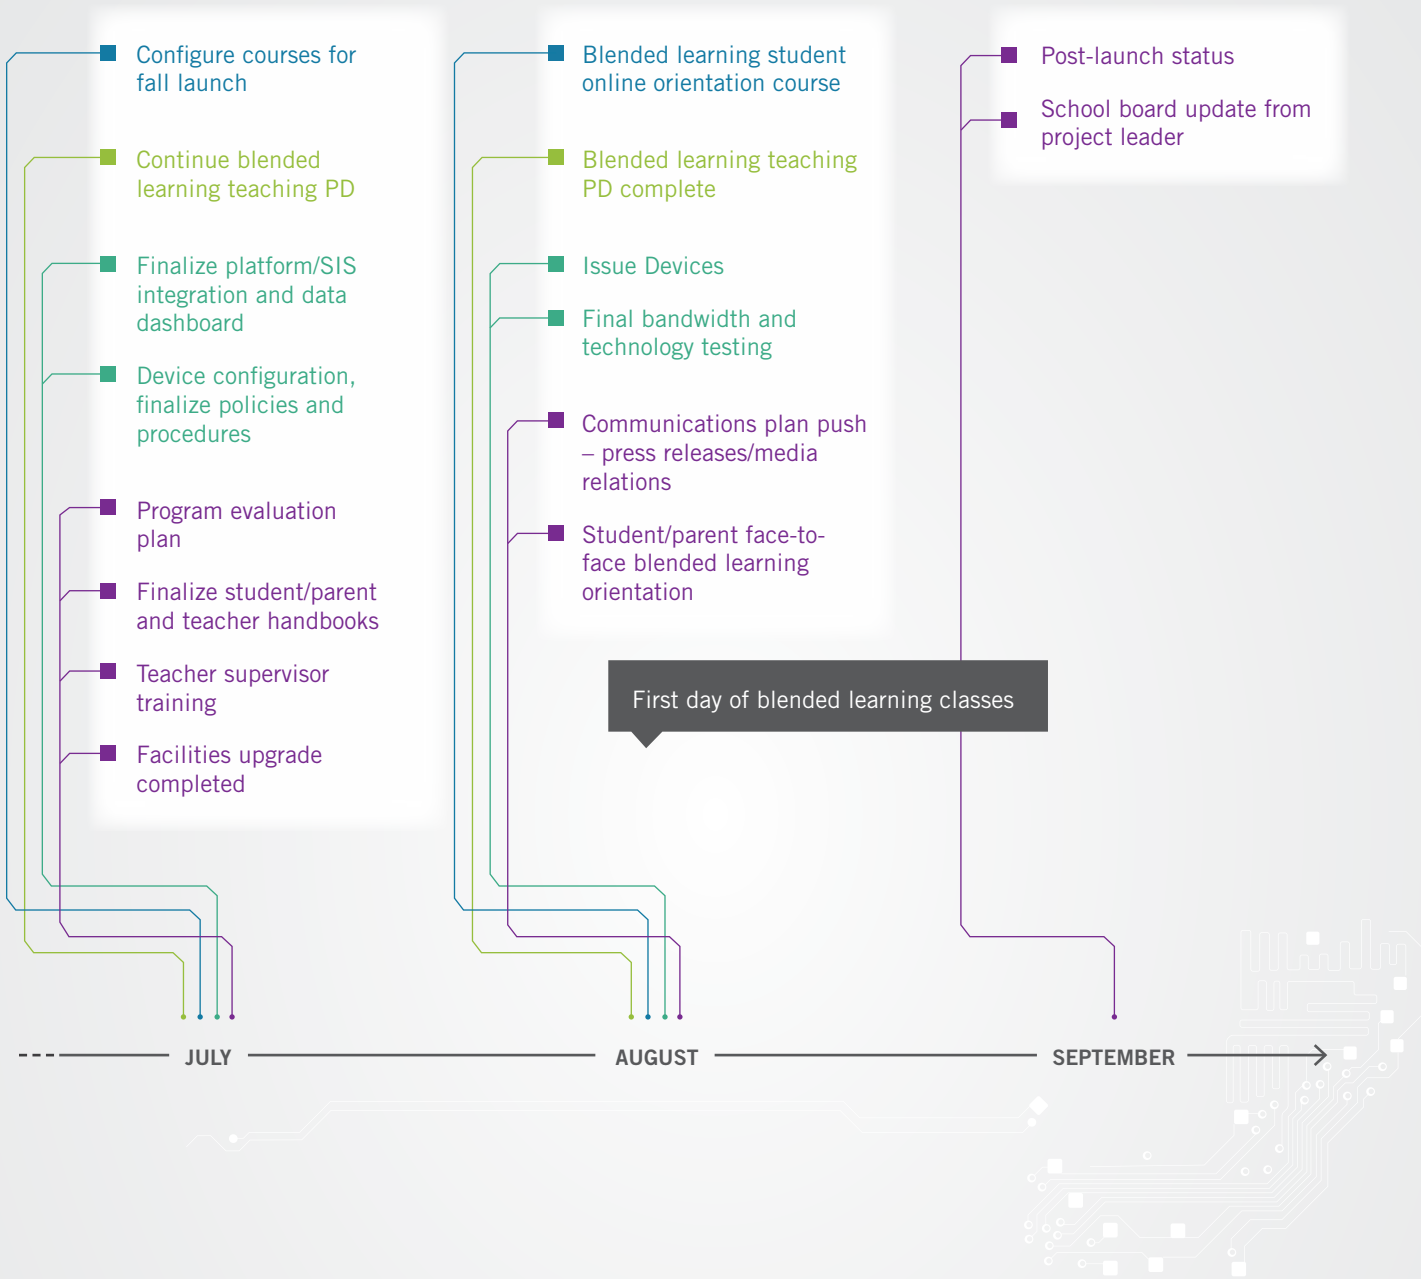 Configure courses for
fall launch
Continue blended
learning teaching PD
Finalize platform/SIS
integration and data
dashboard
Device configuration,
finalize policies and
procedures
Program evaluation
plan
Finalize student/parent
and teacher handbooks
Teacher supervisor
training
Facilities upgrade
completed
Blended learning student
online orientation course
Blended learning teaching
PD complete
Issue Devices
Final bandwidth and
technology testing
Communications plan push
– press releases/media
relations
Student/parent face-to-
face blended learning
orientation
Post-launch status
School board update from
project leader
First day of blended learning classes
JULY
AUGUST
SEPTEMBER